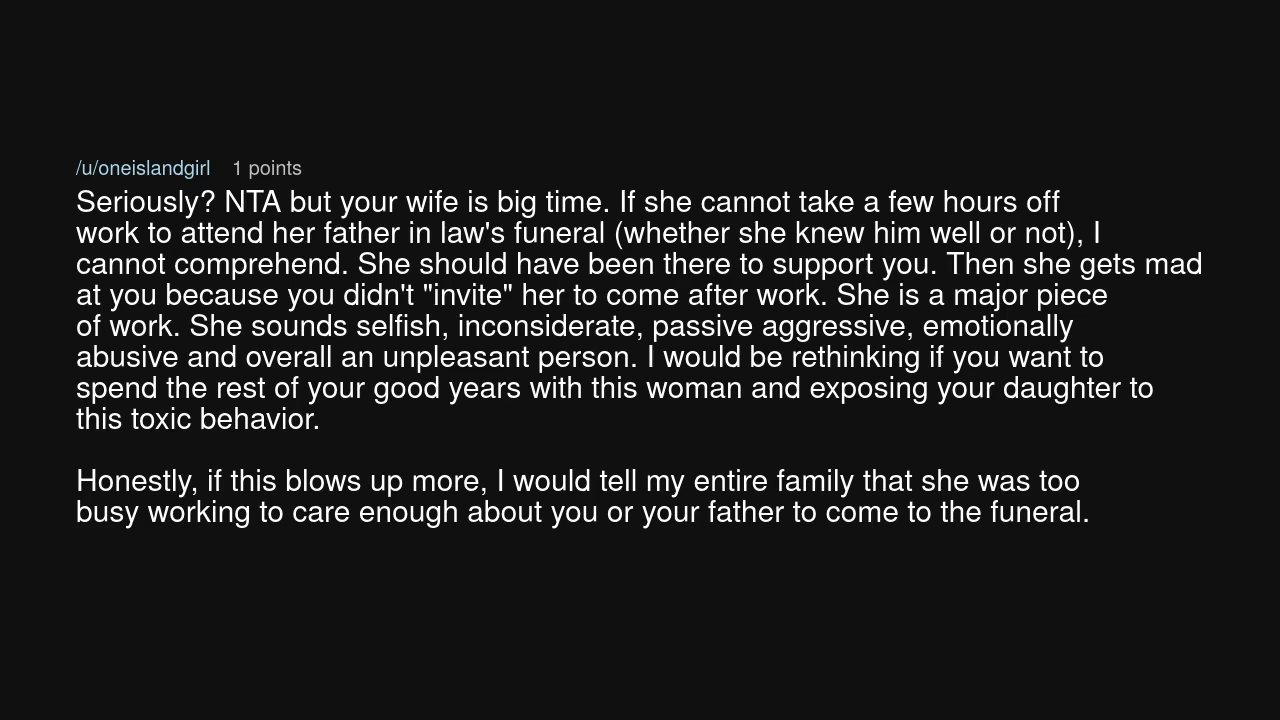 /u/oneislandgirl 1 points
Seriously? NTA but your wife is big time. If she cannot take a few hours off
work to attend her father in law's funeral (whether she knew him well or not), I
cannot comprehend. She should have been there to support you. Then she gets mad
at you because you didn't "invite" her to come after work. She is a major piece
of work. She sounds selfish, inconsiderate, passive aggressive, emotionally
abusive and overall an unpleasant person. I would be rethinking if you want to
spend the rest of your good years with this woman and exposing your daughter to
this toxic behavior.
Honestly, if this blows up more, I would tell my entire family that she was too
busy working to care enough about you or your father to come to the funeral.